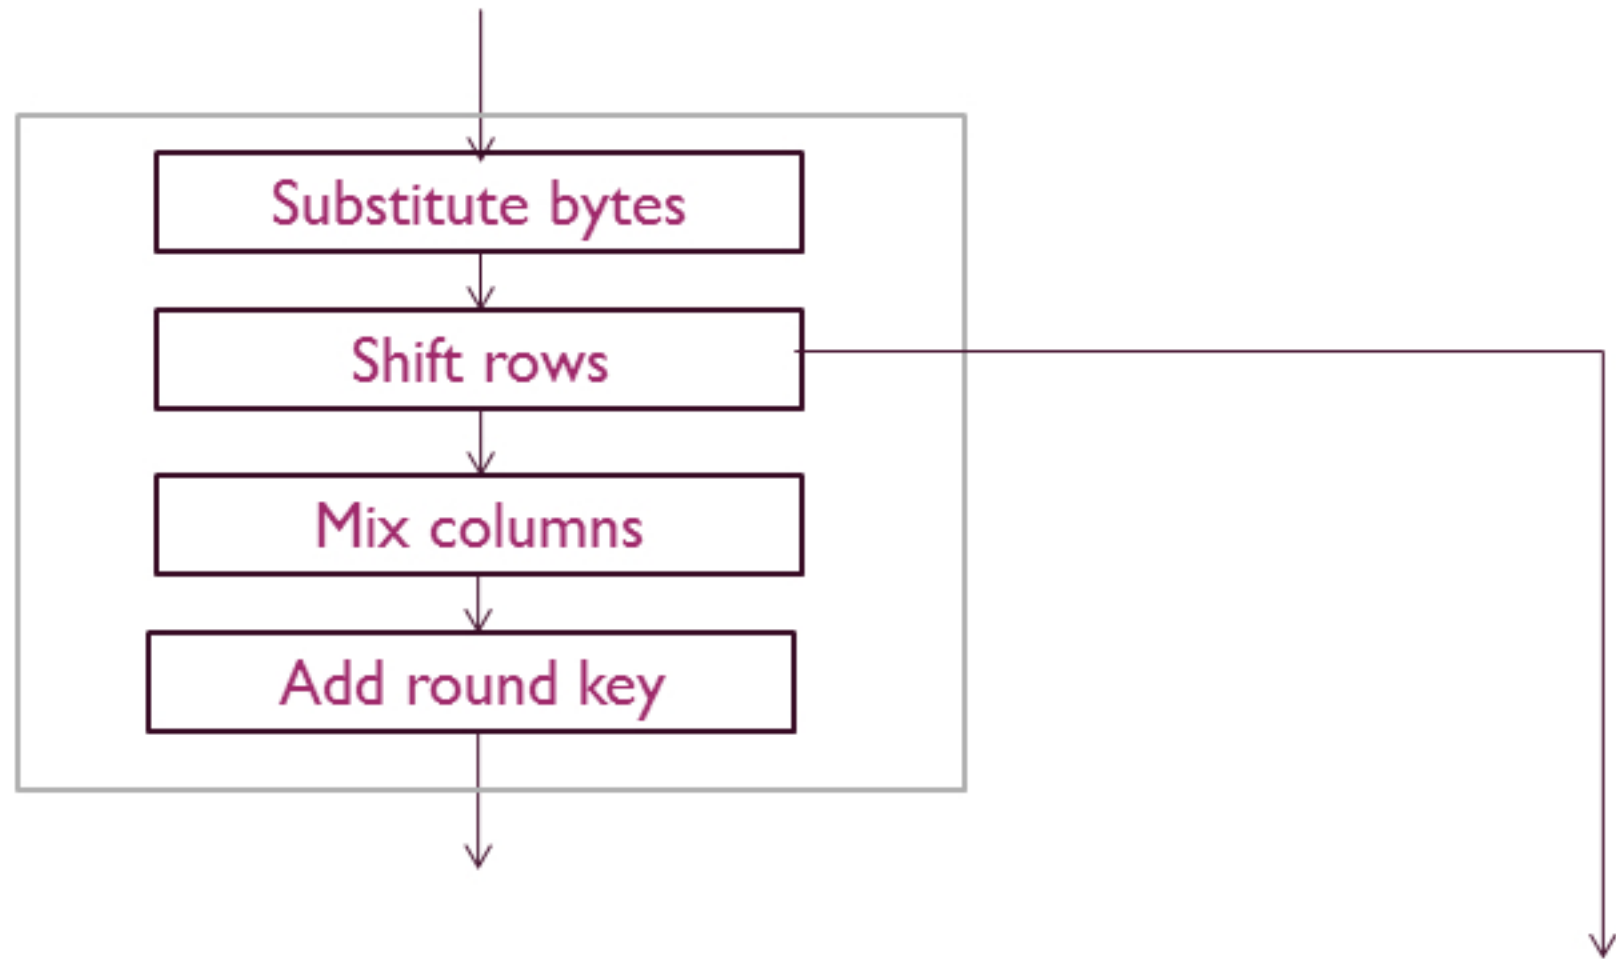 Substitute bytes
Shift rows
Mix columns
Add round key